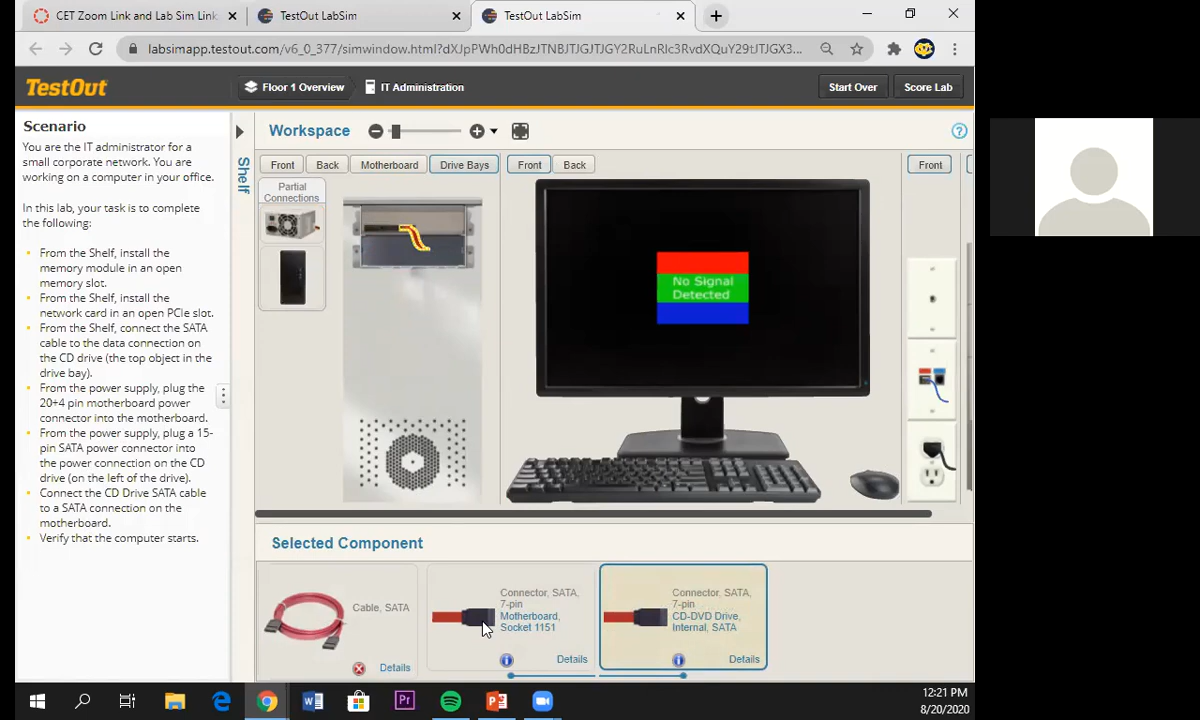 CET Zoom Link and Lab Sim Link
TestOut LabSim
TestOut LabSim
labsimapp.testout.com/v6_0_377/simwindow.html?dXJpPWh0dHBzJTNBJTJGJTJGY2RuLnRlc3RvdXQuY29tJTJGX3...
TestOut
Floor 1 Overview
IT Administration
Start Over
Score Lab
Scenario
You are the IT administrator for a
small corporate network. You are
working on a computer in your office.
In this lab, your task is to complete
the following:
From the Shelf, install the
memory module in an open
memory slot.
From the Shelf, install the
network card in an open PCIe slot.
From the Shelf, connect the SATA
cable to the data connection on
the CD drive (the top object in the
drive bay).
From the power supply, plug the
20+4 pin motherboard power
connector into the motherboard.
From the power supply, plug a 15-
pin SATA power connector into
the power connection on the CD
drive (on the left of the drive).
Connect the CD Drive SATA cable
to a SATA connection on the
motherboard.
Verify that the computer starts.
Shelf
Workspace
Front
Back
Motherboard
Drive Bays
Front
Back
Front
Partial
Connections
No Signal
Detected
Selected Component
Cable, SATA
Details
Connector, SATA,
7-pin
Motherboard,
Socket 1151
Details
Connector, SATA,
7-pin
CD-DVD Drive,
Internal, SATA
Details
12:21 PM
8/20/2020